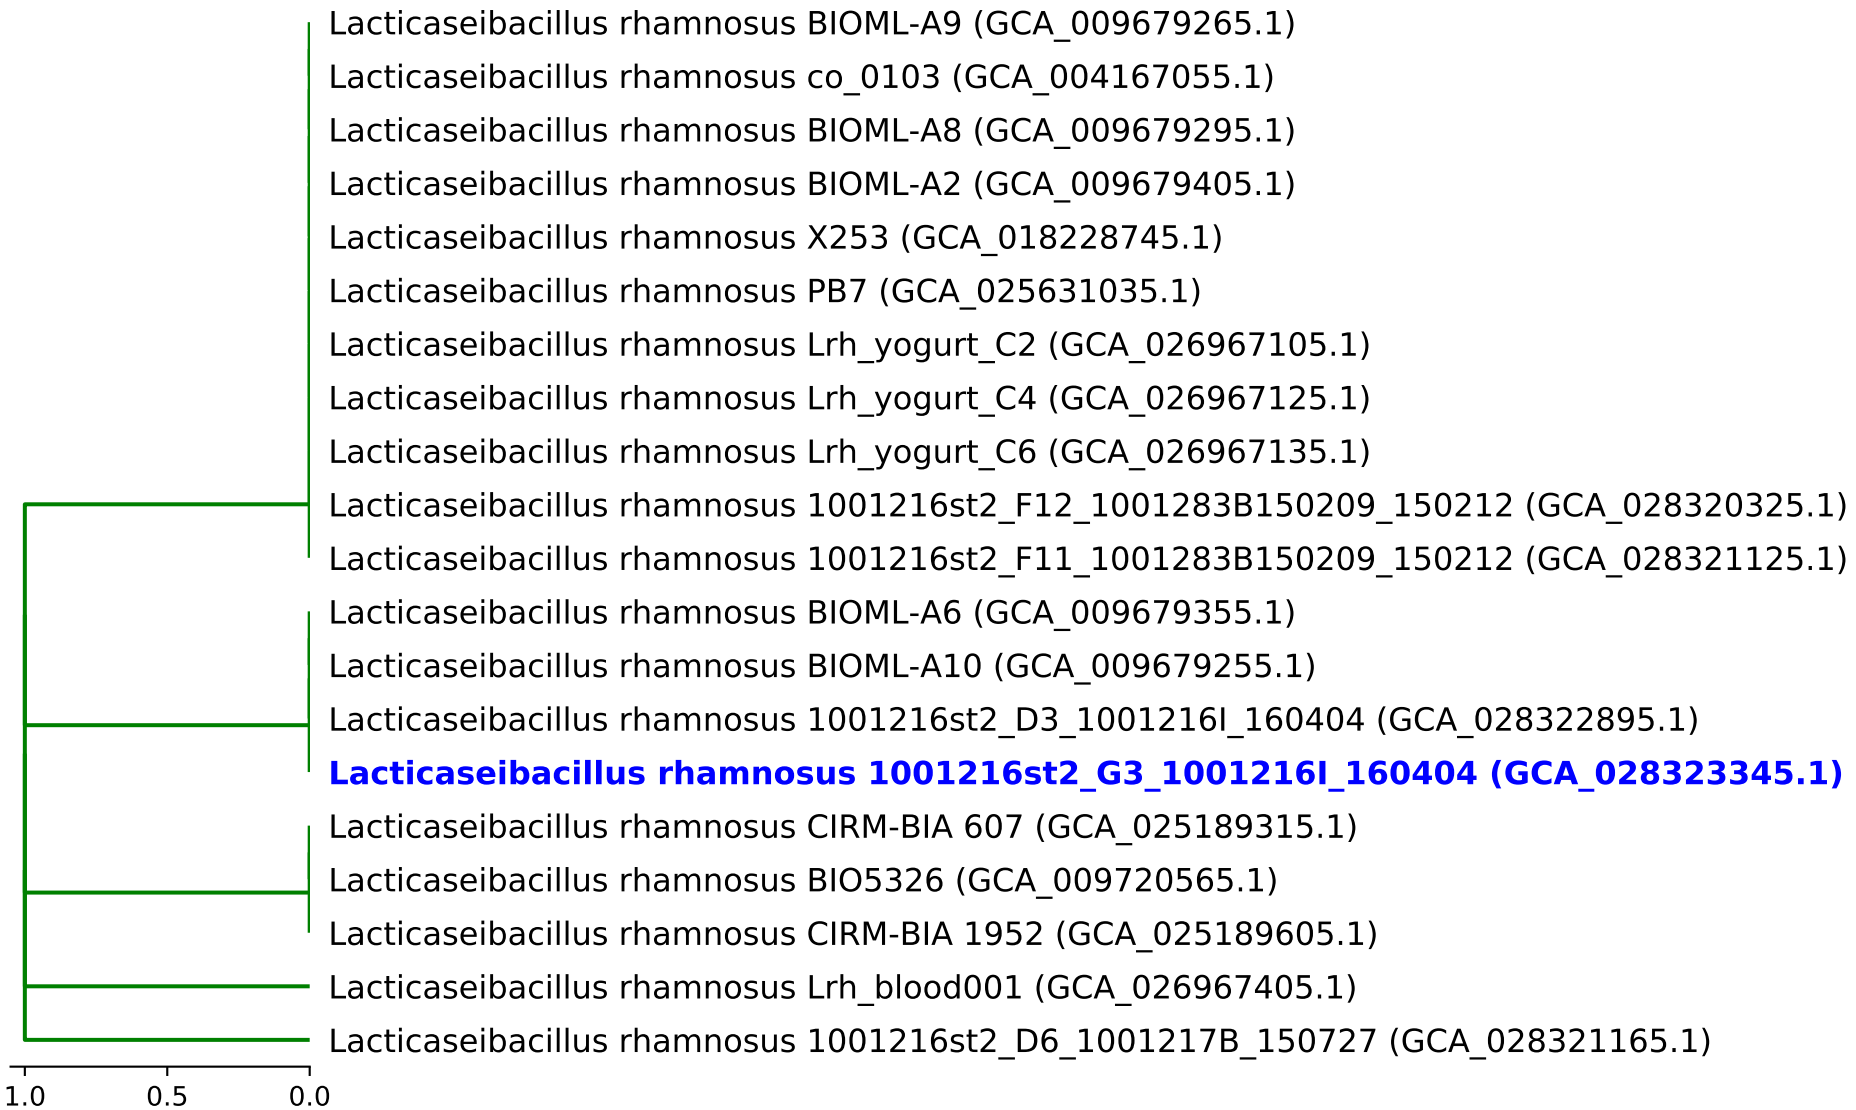 Lacticaseibacillus rhamnosus BIOML-A9 (GCA_009679265.1)
Lacticaseibacillus rhamnosus co_0103 (GCA_004167055.1)
Lacticaseibacillus rhamnosus BIOML-A8 (GCA_009679295.1)
Lacticaseibacillus rhamnosus BIOML-A2 (GCA_009679405.1)
Lacticaseibacillus rhamnosus X253 (GCA_018228745.1)
Lacticaseibacillus rhamnosus PB7 (GCA_025631035.1)
Lacticaseibacillus rhamnosus Lrh_yogurt_C2 (GCA_026967105.1)
Lacticaseibacillus rhamnosus Lrh_yogurt_C4 (GCA_026967125.1)
Lacticaseibacillus rhamnosus Lrh_yogurt_C6 (GCA_026967135.1)
Lacticaseibacillus rhamnosus 1001216st2_F12_1001283B150209_150212 (GCA_028320325.1)
Lacticaseibacillus rhamnosus 1001216st2_F11_1001283B150209_150212 (GCA_028321125.1)
Lacticaseibacillus rhamnosus BIOML-A6 (GCA_009679355.1)
Lacticaseibacillus rhamnosus BIOML-A10 (GCA_009679255.1)
Lacticaseibacillus rhamnosus 1001216st2_D3_1001216I_160404 (GCA_028322895.1)
Lacticaseibacillus rhamnosus 1001216st2_G3_1001216I_160404 (GCA_028323345.1)
Lacticaseibacillus rhamnosus CIRM-BIA 607 (GCA_025189315.1)
Lacticaseibacillus rhamnosus BIO5326 (GCA_009720565.1)
Lacticaseibacillus rhamnosus CIRM-BIA 1952 (GCA_025189605.1)
Lacticaseibacillus rhamnosus Lrh_blood001 (GCA_026967405.1)
Lacticaseibacillus rhamnosus 1001216st2_D6_1001217B_150727 (GCA_028321165.1)
1.0 0.5 0.0